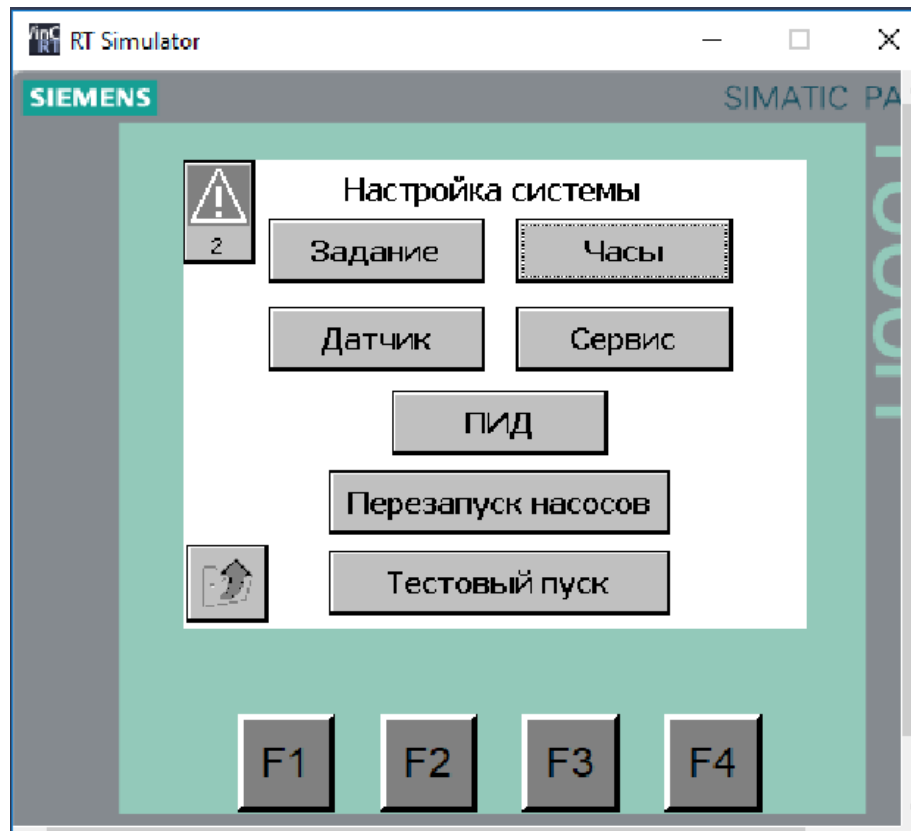 RT Simulator
SIEMENS
SIMATIC PA
TOUCH
Настройка системы
2
Задание Часы
Датчик Сервис
ПИД
Перезапуск насосов
Тестовый пуск
F1 F2 F3 F4